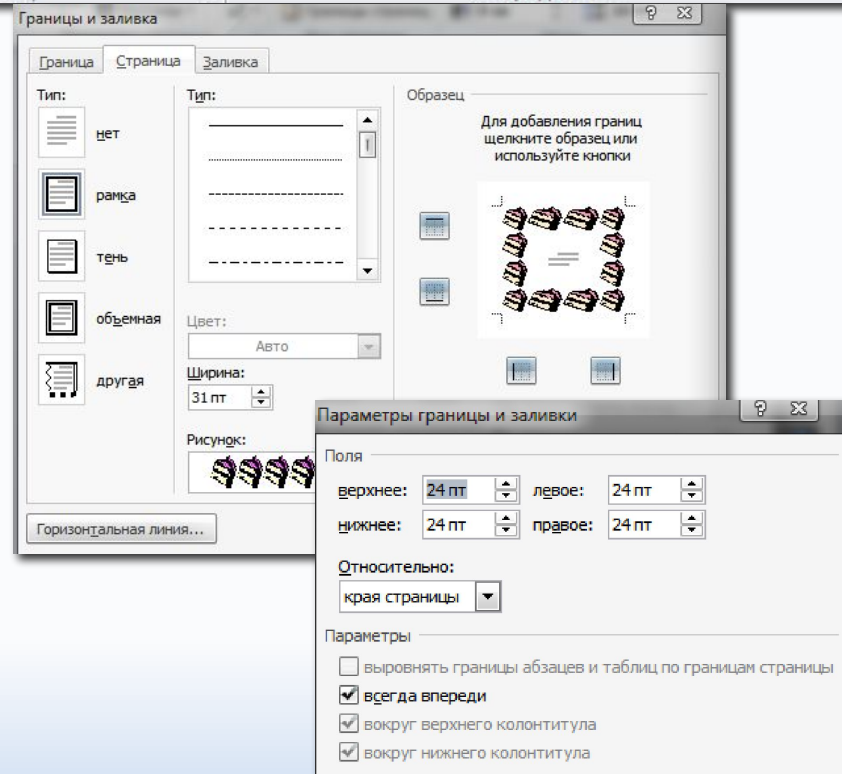 Границы и заливка
Граница Страница Заливка
Тип:
нет
рамка
тень
объемная
другая
Тип:
Цвет:
Авто
Ширина:
31 пт
Рисунок:
Образец
Для добавления границ
щелкните образец или
используйте кнопки
Горизонтальная линия...
Параметры границы и заливки
Поля
верхнее: 24 пт левое: 24 пт
нижнее: 24 пт правое: 24 пт
Относительно:
края страницы
Параметры
выровнять границы абзацев и таблиц по границам страницы
всегда впереди
вокруг верхнего колонтитула
вокруг нижнего колонтитула